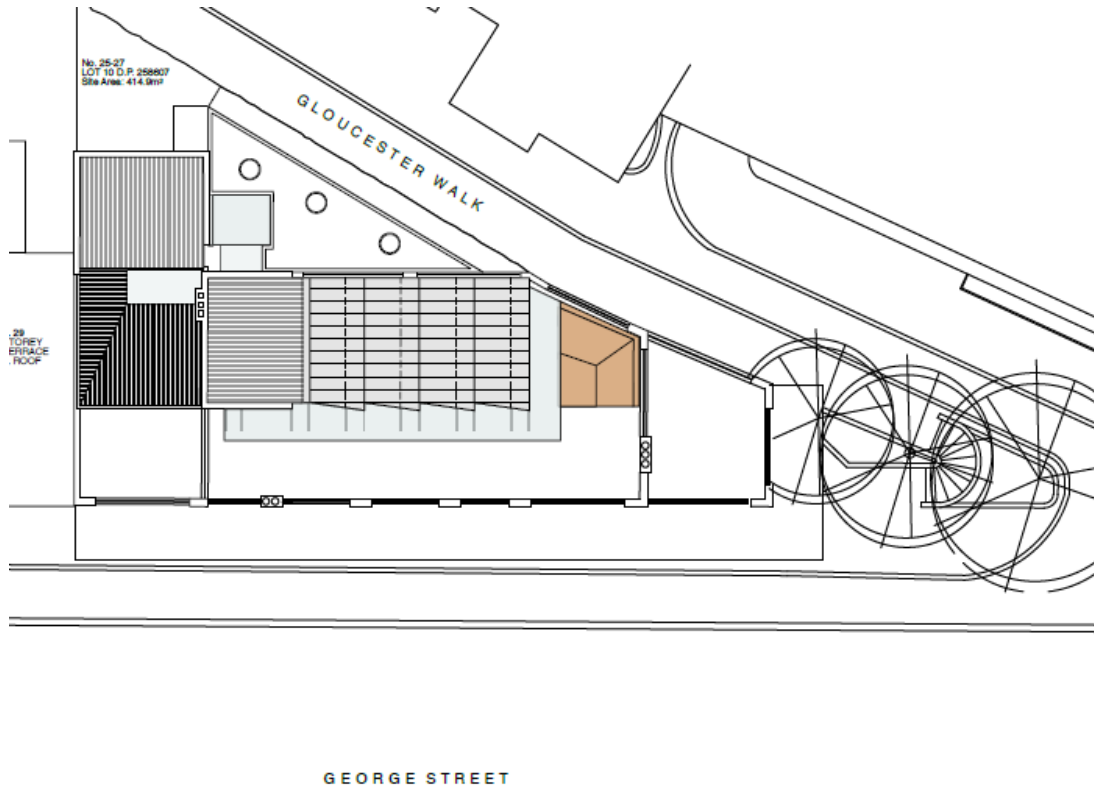 No. 25-27
LOT 10 D.P. 258607
Site Area: 414.9m²
GLOUCESTER WALK
. 29
TOREY
ERRACE
. ROOF
GEORGE STREET